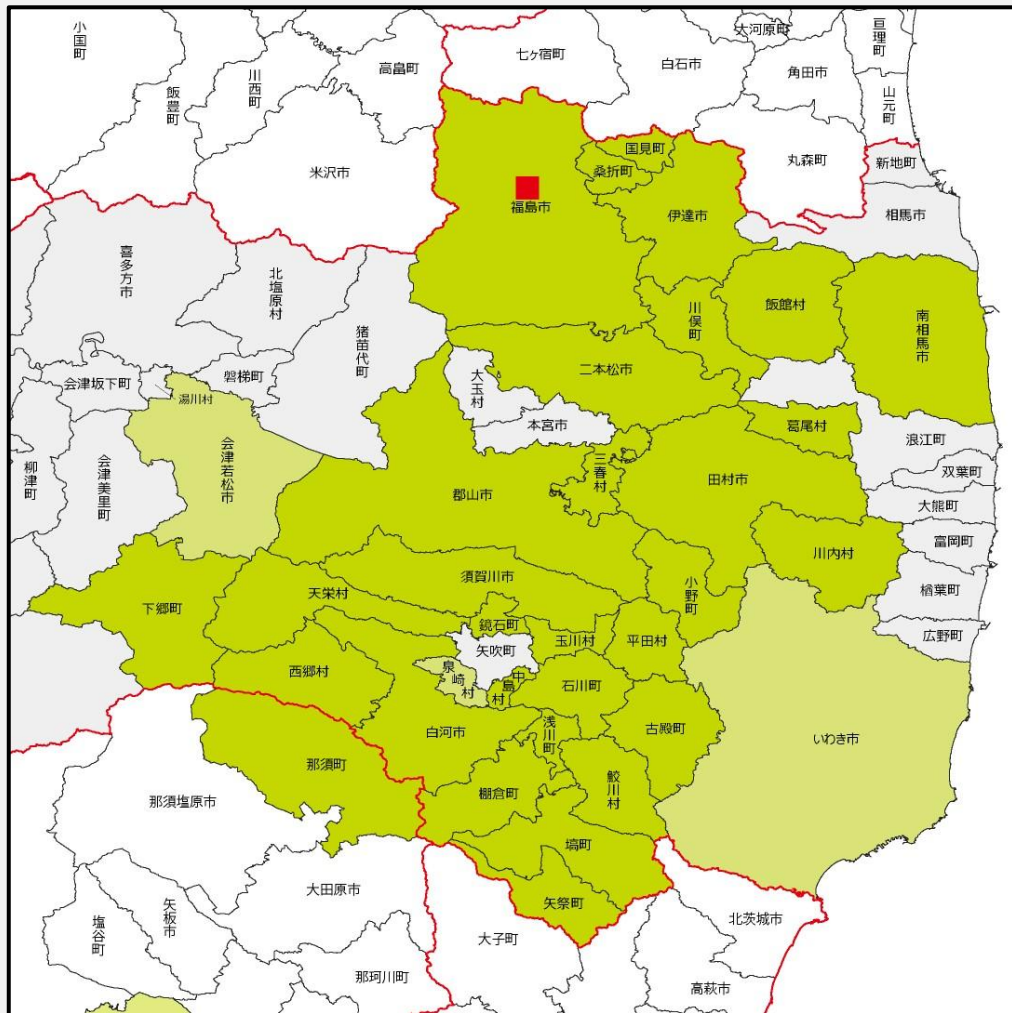 小国町
飯豊町
川西町
高畠町
七ヶ宿町
白石市
大河原町
角田市
亘理町
山元町
米沢市
丸森町
新地町
国見町
桑折町
福島市
伊達市
相馬市
喜多方市
北塩原村
猪苗代町
川俣町
飯館村
南相馬市
二本松市
会津坂下町
湯川村
磐梯町
大玉村
本宮市
葛尾村
浪江町
双葉町
柳津町
会津美里町
会津若松市
郡山市
三春村
田村市
大熊町
富岡町
川内村
楢葉町
広野町
下郷町
天栄村
須賀川市
小野町
鏡石町
玉川村
平田村
矢吹町
西郷村
泉崎村
中島村
石川町
古殿町
白河市
浅川町
いわき市
那須町
棚倉町
鮫川村
那須塩原市
塙町
矢祭町
大田原市
塩谷町
矢板市
大子町
北茨城市
那珂川町
高萩市